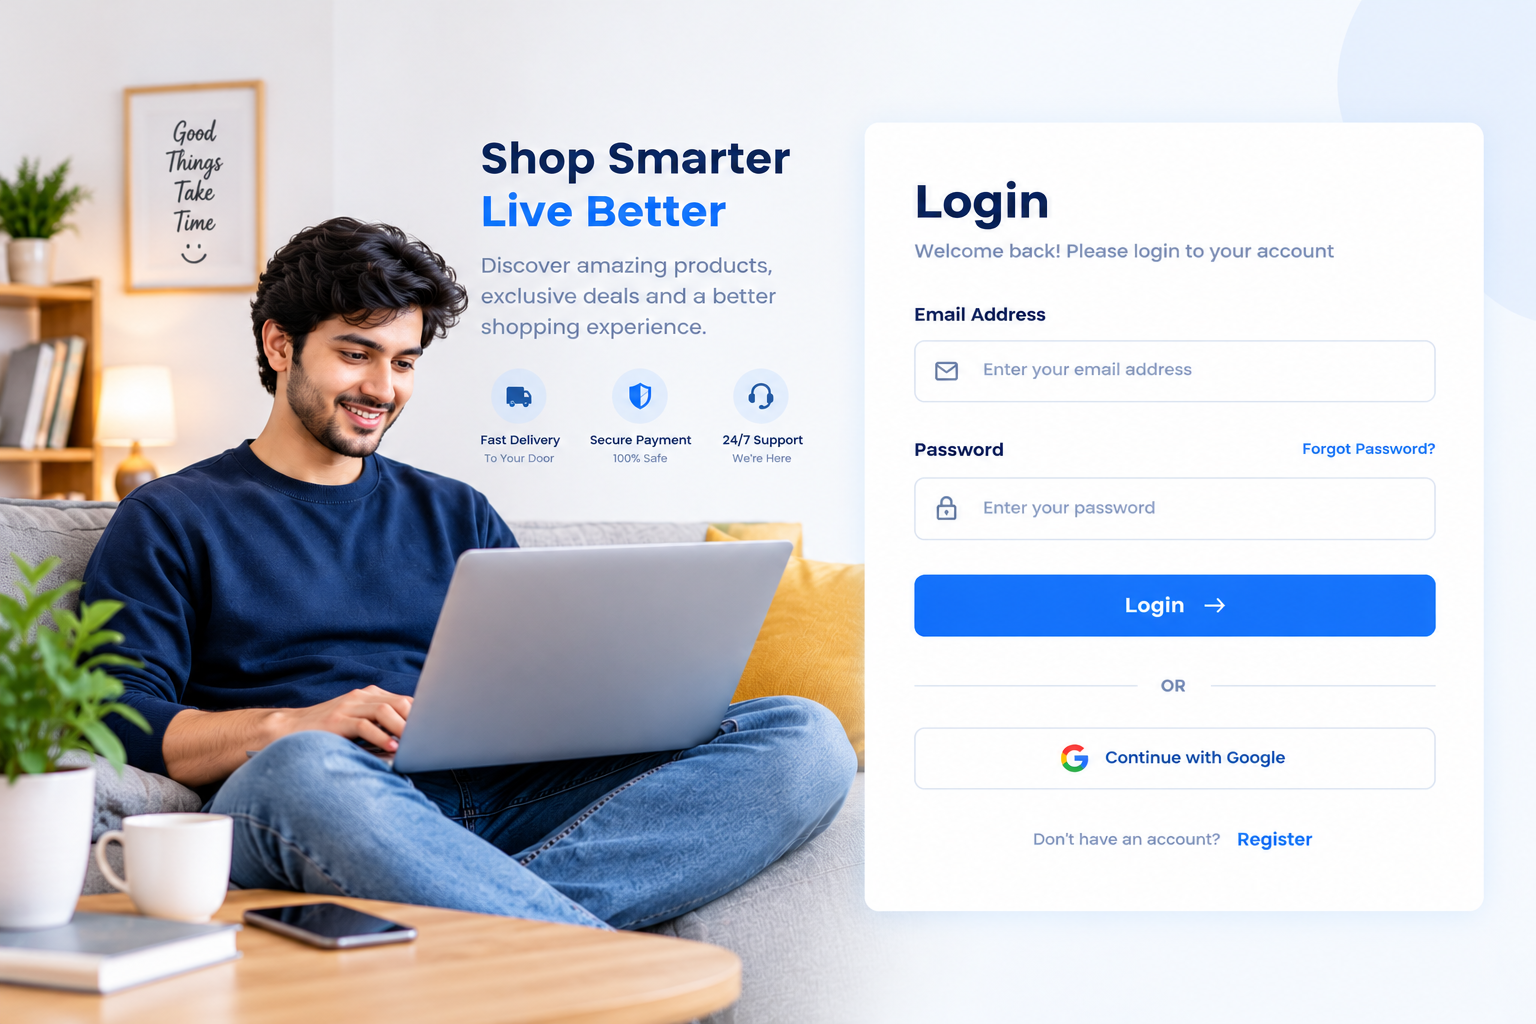 Good
Things
Take
Time
Shop Smarter
Live Better
Discover amazing products,
exclusive deals and a better
shopping experience.
Fast Delivery
To Your Door
Secure Payment
100% Safe
24/7 Support
We're Here
Login
Welcome back! Please login to your account
Email Address
Enter your email address
Password
Forgot Password?
Enter your password
Login →
OR
Continue with Google
Don't have an account? Register